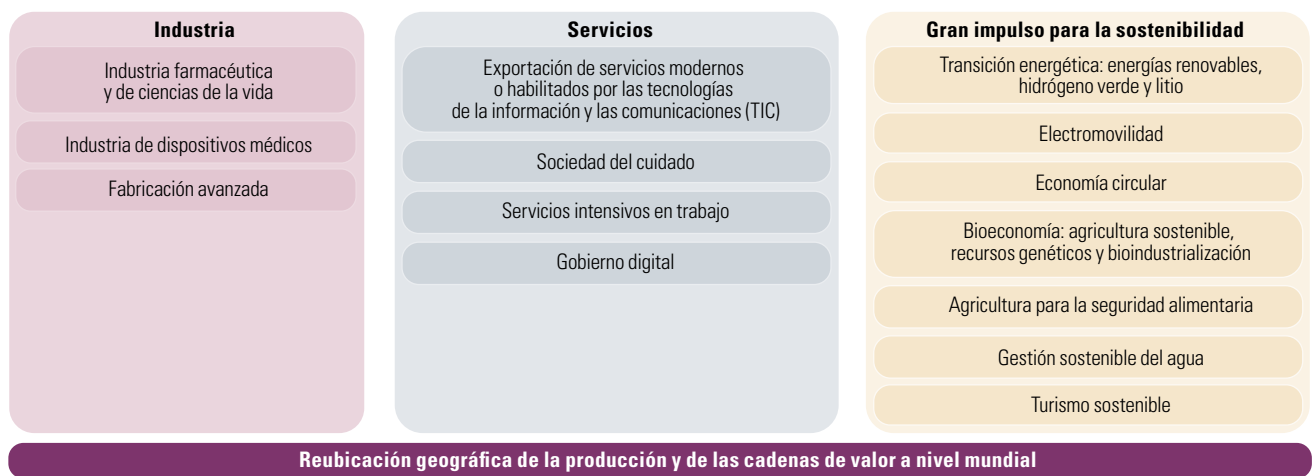 Industria
Industria farmacéutica
y de ciencias de la vida
Industria de dispositivos médicos
Fabricación avanzada
Servicios
Exportación de servicios modernos
o habilitados por las tecnologías
de la información y las comunicaciones (TIC)
Sociedad del cuidado
Servicios intensivos en trabajo
Gobierno digital
Gran impulso para la sostenibilidad
Transición energética: energías renovables,
hidrógeno verde y litio
Electromovilidad
Economía circular
Bioeconomía: agricultura sostenible,
recursos genéticos y bioindustrialización
Agricultura para la seguridad alimentaria
Gestión sostenible del agua
Turismo sostenible
Reubicación geográfica de la producción y de las cadenas de valor a nivel mundial